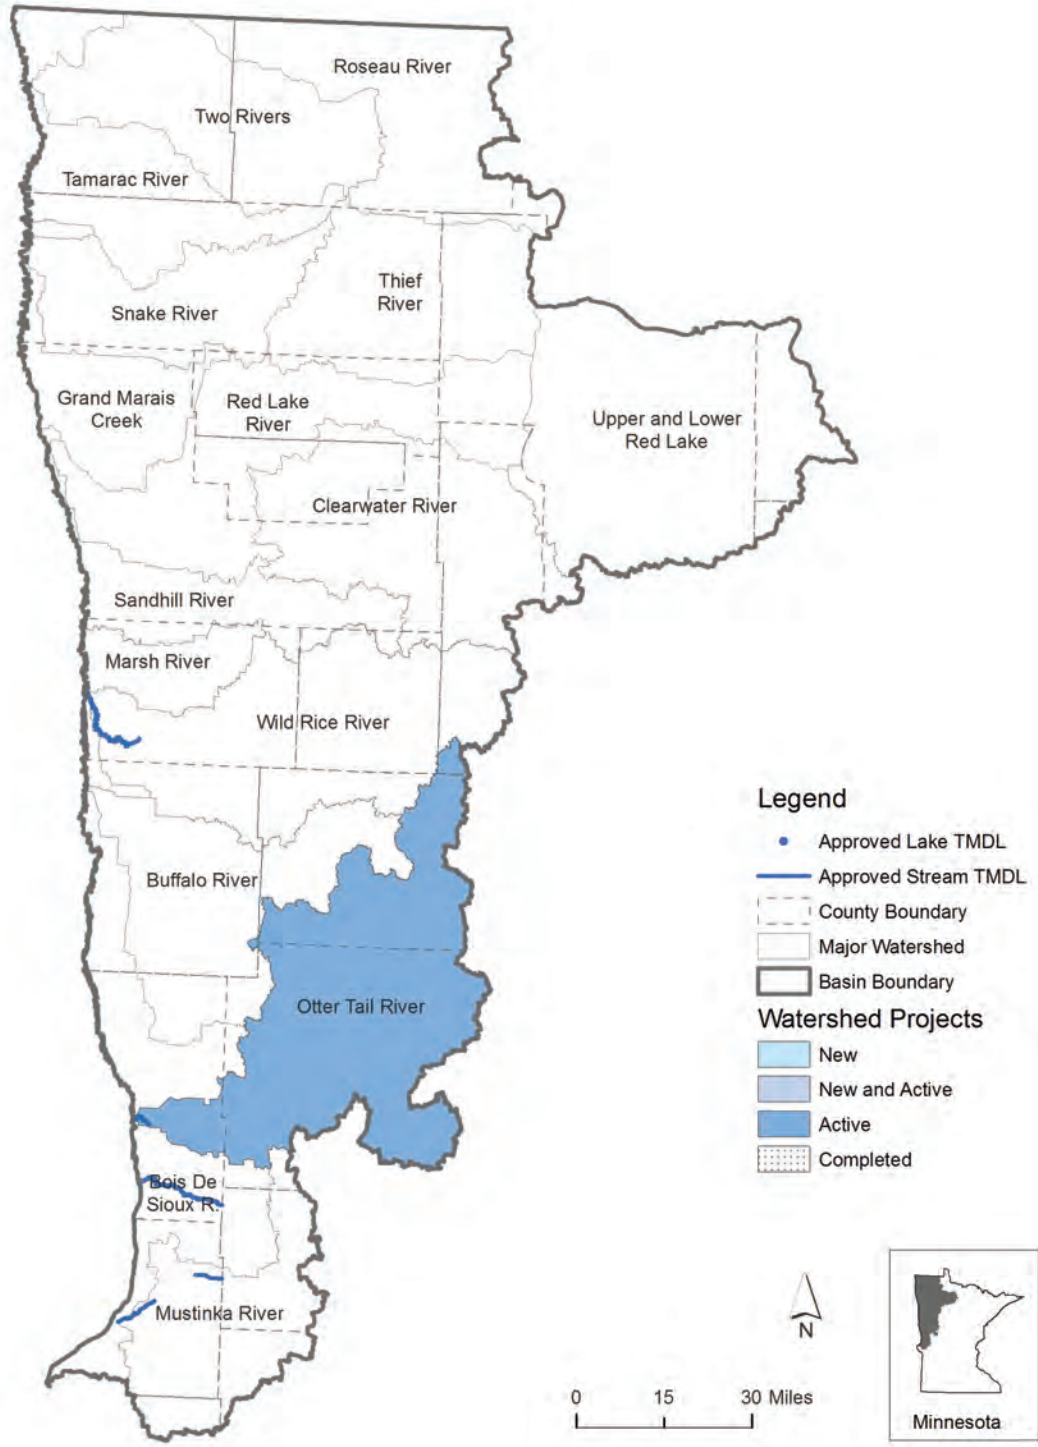 Roseau River
Two Rivers
Tamarac River
Thief
River
Snake River
Grand Marais
Creek
Red Lake
River
Upper and Lower
Red Lake
Clearwater River
Sandhill River
Marsh River
Wild Rice River
Buffalo River
Otter Tail River
Bois De
Sioux R.
Mustinka River
Legend
Approved Lake TMDL
Approved Stream TMDL
County Boundary
Major Watershed
Basin Boundary
Watershed Projects
New
New and Active
Active
Completed
N
0 15 30 Miles
Minnesota